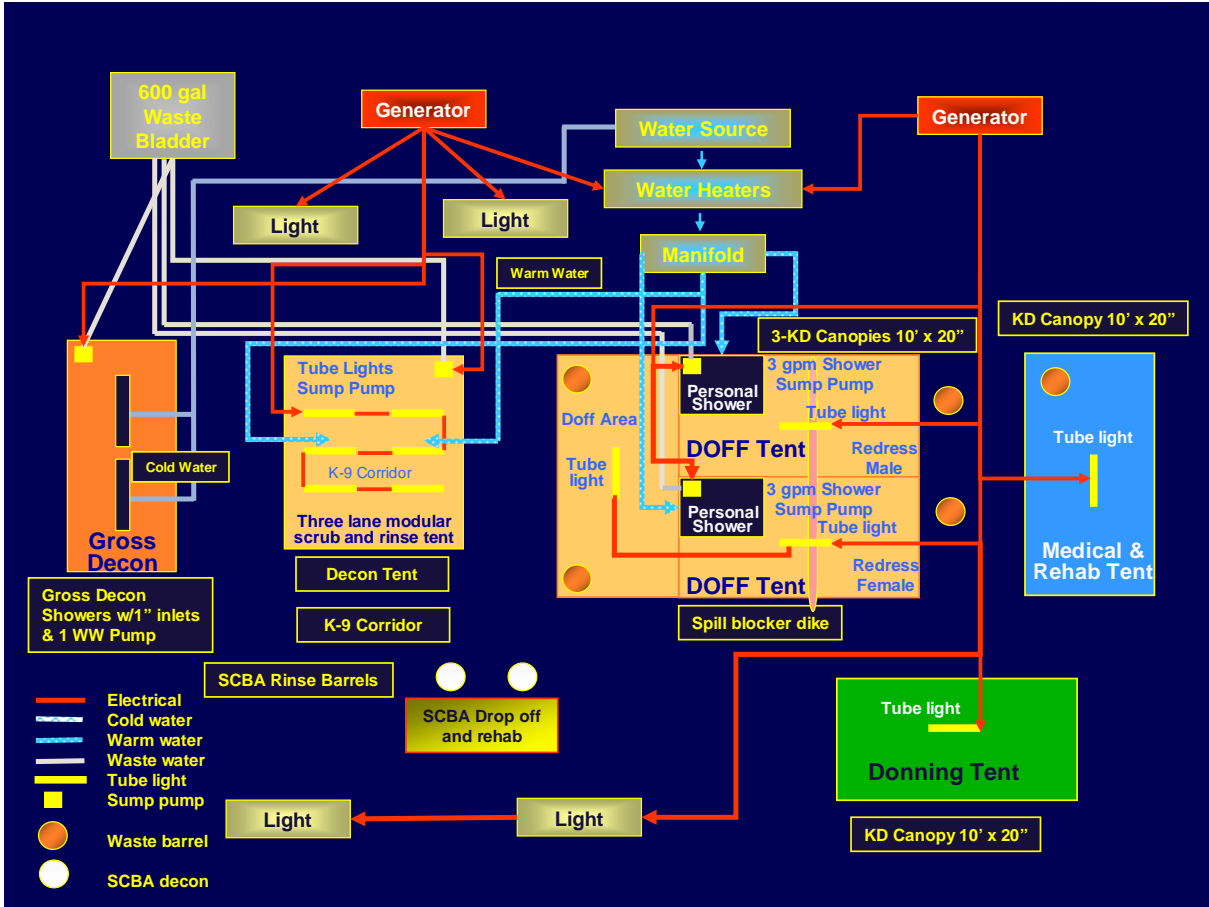 600 gal
Waste
Bladder
Generator
Water Source
Generator
Water Heaters
Light
Light
Manifold
Warm Water
KD Canopy 10’ x 20”
3-KD Canopies 10’ x 20”
Tube Lights
Sump Pump
K-9 Corridor
Three lane modular
scrub and rinse tent
Cold Water
Gross
Decon
Doff Area
Tube
light
Personal
Shower
3 gpm Shower
Sump Pump
Tube light
DOFF Tent
Redress
Male
Personal
Shower
3 gpm Shower
Sump Pump
Tube light
DOFF Tent
Redress
Female
Tube light
Medical &
Rehab Tent
Gross Decon
Showers w/1” inlets
& 1 WW Pump
Decon Tent
K-9 Corridor
Spill blocker dike
SCBA Rinse Barrels
SCBA Drop off
and rehab
Tube light
Donning Tent
KD Canopy 10’ x 20”
Light
Light
Electrical
Cold water
Warm water
Waste water
Tube light
Sump pump
Waste barrel
SCBA decon